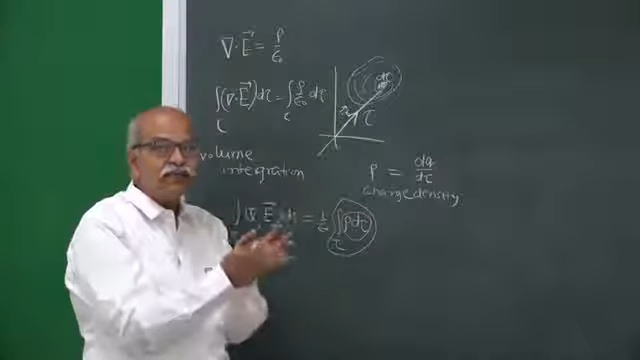 ∇·E⃗ = ρ/ε₀
∫(∇·E⃗)dτ = ∫ρ/ε₀ dτ
τ τ
volume
integration
dτ
τ
ρ = dq/dτ
charge density
∫ ∇ E⃗ = 1/ε₀ ∫ρdτ
τ